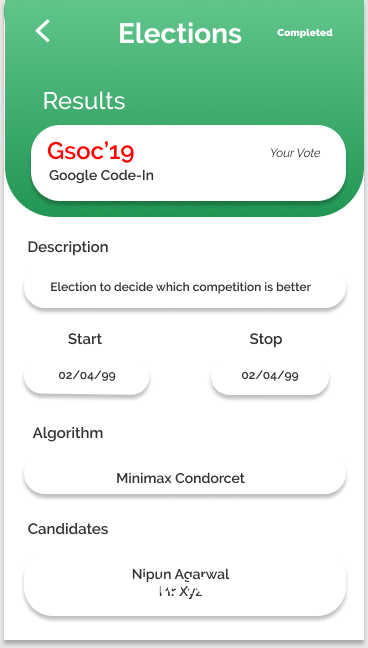 Elections
Completed
Results
Gsoc'19
Your Vote
Google Code-In
Description
Election to decide which competition is better
Start
Stop
02/04/99
02/04/99
Algorithm
Minimax Condorcet
Candidates
Nipun Agarwal
Xyz